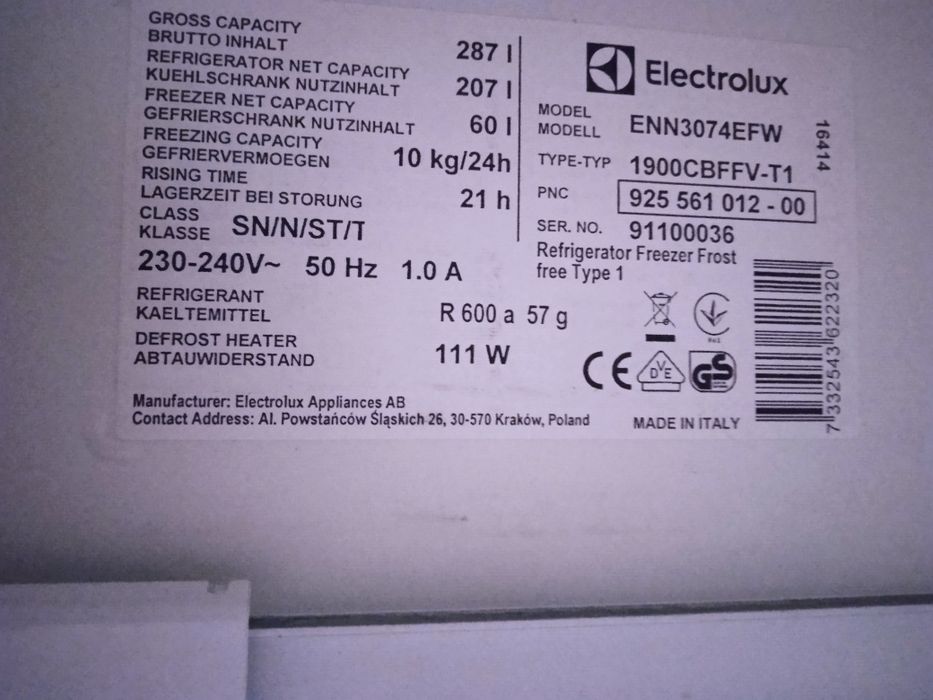 GROSS CAPACITY
BRUTTO INHALT 287 l
REFRIGERATOR NET CAPACITY
KUEHLSCHRANK NUTZINHALT 207 l
FREEZER NET CAPACITY
GEFRIERSCHRANK NUTZINHALT 60 l
FREEZING CAPACITY
GEFRIERVERMOEGEN 10 kg/24h
RISING TIME
LAGERZEIT BEI STORUNG 21 h
CLASS
KLASSE SN/N/ST/T
230-240V~ 50 Hz 1.0 A
REFRIGERANT
KAELTEMITTEL R 600 a 57 g
DEFROST HEATER
ABTAUWIDERSTAND 111 W
Manufacturer: Electrolux Appliances AB
Contact Address: Al. Powstańców Śląskich 26, 30-570 Kraków, Poland
Electrolux
MODEL
MODELL ENN3074EFW
TYPE-TYP 1900CBFFV-T1
PNC 925 561 012 - 00
SER. NO. 91100036
Refrigerator Freezer Frost
free Type 1
16414
CE
DVE
GS
MADE IN ITALY
7 332543 622320